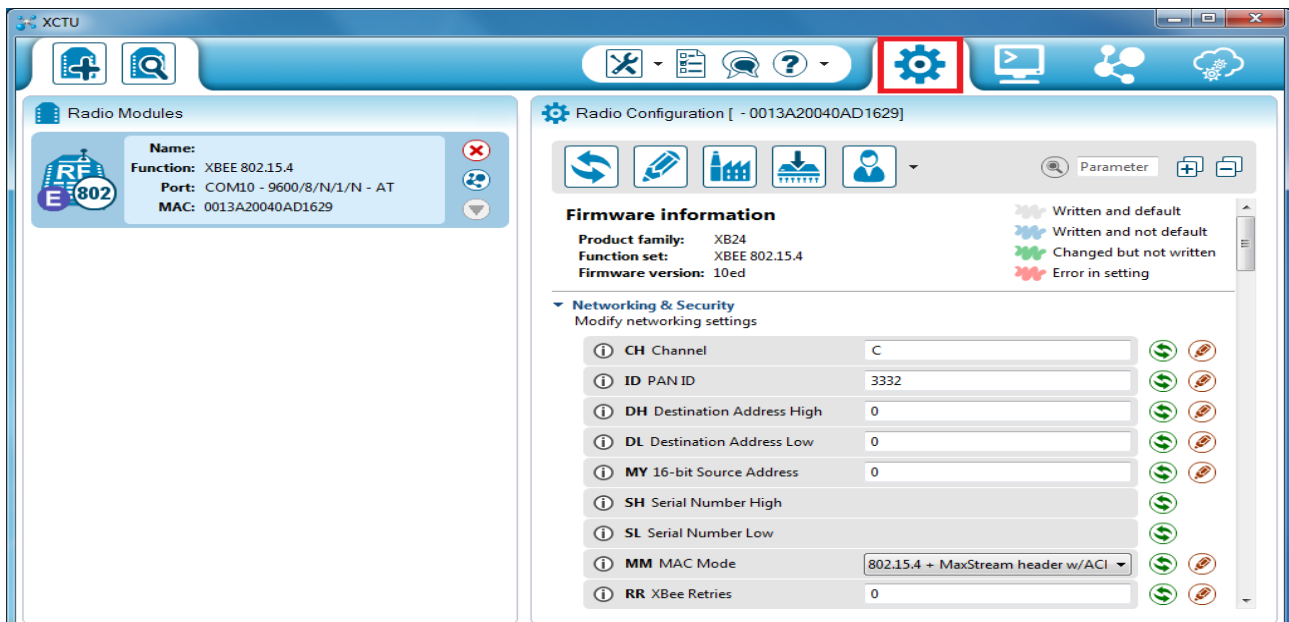 XCTU
Radio Modules
Name:
Function: XBEE 802.15.4
Port: COM10 - 9600/8/N/1/N - AT
MAC: 0013A20040AD1629
RF
E 802
Radio Configuration [ - 0013A20040AD1629]
Parameter
Firmware information
Product family: XB24
Function set: XBEE 802.15.4
Firmware version: 10ed
Written and default
Written and not default
Changed but not written
Error in setting
Networking & Security
Modify networking settings
CH Channel C
ID PAN ID 3332
DH Destination Address High 0
DL Destination Address Low 0
MY 16-bit Source Address 0
SH Serial Number High
SL Serial Number Low
MM MAC Mode 802.15.4 + MaxStream header w/ACI
RR XBee Retries 0